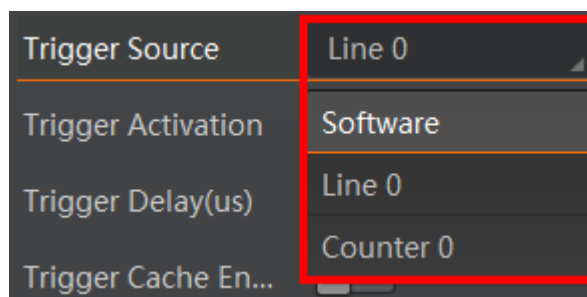 Trigger Source Line 0
Trigger Activation Software
Trigger Delay(us) Line 0
Trigger Cache En... Counter 0